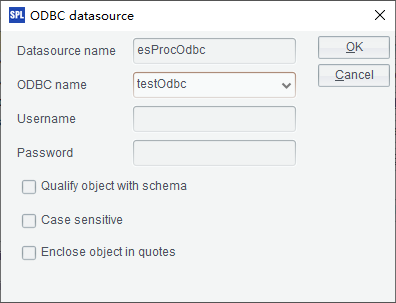 SPL ODBC datasource
Datasource name esProcOdbc OK
ODBC name testOdbc Cancel
Username
Password
Qualify object with schema
Case sensitive
Enclose object in quotes